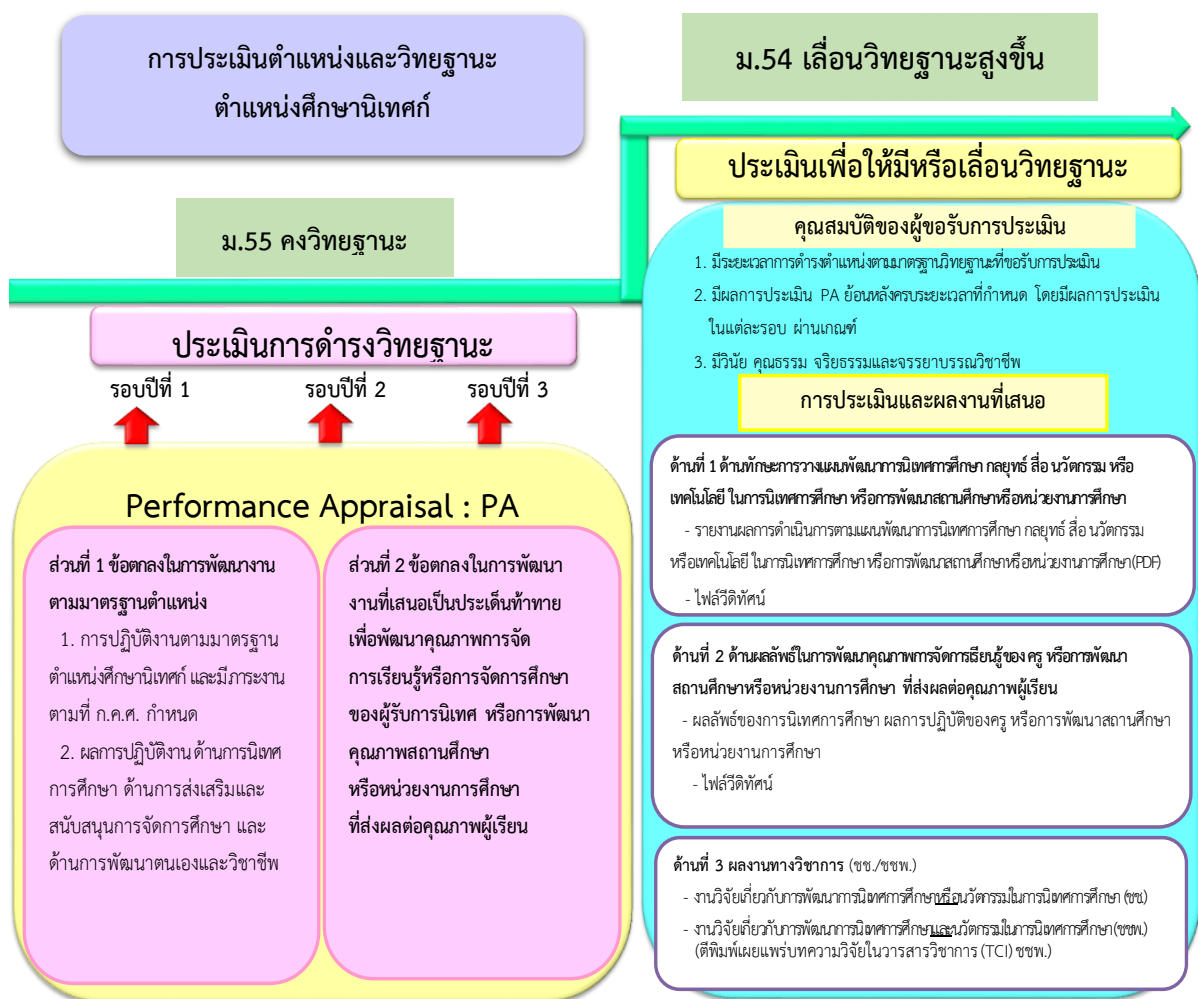 การประเมินตำแหน่งและวิทยฐานะ
ตำแหน่งศึกษานิเทศก์
ม.54 เลื่อนวิทยฐานะสูงขึ้น
ประเมินเพื่อให้มีหรือเลื่อนวิทยฐานะ
ม.55 คงวิทยฐานะ
ประเมินการดำรงวิทยฐานะ
รอบปีที่ 1
รอบปีที่ 2
รอบปีที่ 3
Performance Appraisal : PA
ส่วนที่ 1 ข้อตกลงในการพัฒนางาน
ตามมาตรฐานตำแหน่ง
1. การปฏิบัติงานตามมาตรฐาน
ตำแหน่งศึกษานิเทศก์ และมีภาระงาน
ตามที่ ก.ค.ศ. กำหนด
2. ผลการปฏิบัติงาน ด้านการนิเทศ
การศึกษา ด้านการส่งเสริมและ
สนับสนุนการจัดการศึกษา และ
ด้านการพัฒนาตนเองและวิชาชีพ
ส่วนที่ 2 ข้อตกลงในการพัฒนา
งานที่เสนอเป็นประเด็นท้าทาย
เพื่อพัฒนาคุณภาพการจัด
การเรียนรู้หรือการจัดการศึกษา
ของผู้รับการนิเทศ หรือการพัฒนา
คุณภาพสถานศึกษา
หรือหน่วยงานการศึกษา
ที่ส่งผลต่อคุณภาพผู้เรียน
คุณสมบัติของผู้ขอรับการประเมิน
1. มีระยะเวลาการดำรงตำแหน่งตามมาตรฐานวิทยฐานะที่ขอรับการประเมิน
2. มีผลการประเมิน PA ย้อนหลังครบระยะเวลาที่กำหนด โดยมีผลการประเมิน
ในแต่ละรอบ ผ่านเกณฑ์
3. มีวินัย คุณธรรม จริยธรรมและจรรยาบรรณวิชาชีพ
การประเมินและผลงานที่เสนอ
ด้านที่ 1 ด้านทักษะการวางแผนพัฒนาการนิเทศการศึกษา กลยุทธ์ สื่อ นวัตกรรม หรือ
เทคโนโลยี ในการนิเทศการศึกษา หรือการพัฒนาสถานศึกษาหรือหน่วยงานการศึกษา
- รายงานผลการดำเนินการตามแผนพัฒนาการนิเทศการศึกษา กลยุทธ์ สื่อ นวัตกรรม
หรือเทคโนโลยี ในการนิเทศการศึกษา หรือการพัฒนาสถานศึกษาหรือหน่วยงานการศึกษา(PDF)
- ไฟล์วีดิทัศน์
ด้านที่ 2 ด้านผลลัพธ์ในการพัฒนาคุณภาพการจัดการเรียนรู้ของ ครู หรือการพัฒนา
สถานศึกษาหรือหน่วยงานการศึกษา ที่ส่งผลต่อคุณภาพผู้เรียน
- ผลลัพธ์ของการนิเทศการศึกษา ผลการปฏิบัติของครู หรือการพัฒนาสถานศึกษา
หรือหน่วยงานการศึกษา
- ไฟล์วีดิทัศน์
ด้านที่ 3 ผลงานทางวิชาการ (ชช./ชชพ.)
- งานวิจัยเกี่ยวกับการพัฒนาการนิเทศการศึกษาหรือนวัตกรรมในการนิเทศการศึกษา (ชช.)
- งานวิจัยเกี่ยวกับการพัฒนาการนิเทศการศึกษาและนวัตกรรมในการนิเทศการศึกษา (ชชพ.)
(ตีพิมพ์เผยแพร่บทความวิจัยในวารสารวิชาการ (TCI) ชชพ.)